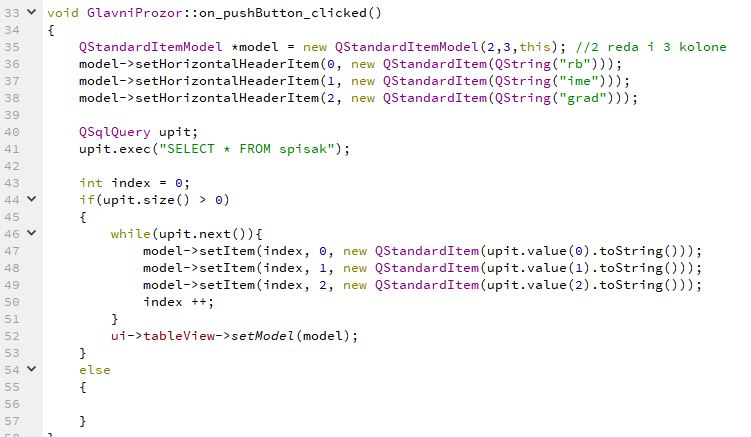 33 void GlavniProzor::on_pushButton_clicked()
34 {
35     QStandardItemModel *model = new QStandardItemModel(2,3,this); //2 reda i 3 kolone
36     model->setHorizontalHeaderItem(0, new QStandardItem(QString("rb")));
37     model->setHorizontalHeaderItem(1, new QStandardItem(QString("ime")));
38     model->setHorizontalHeaderItem(2, new QStandardItem(QString("grad")));
39
40     QSqlQuery upit;
41     upit.exec("SELECT * FROM spisak");
42
43     int index = 0;
44     if(upit.size() > 0)
45     {
46         while(upit.next()){
47             model->setItem(index, 0, new QStandardItem(upit.value(0).toString()));
48             model->setItem(index, 1, new QStandardItem(upit.value(1).toString()));
49             model->setItem(index, 2, new QStandardItem(upit.value(2).toString()));
50             index ++;
51         }
52         ui->tableView->setModel(model);
53     }
54     else
55     {
56
57     }